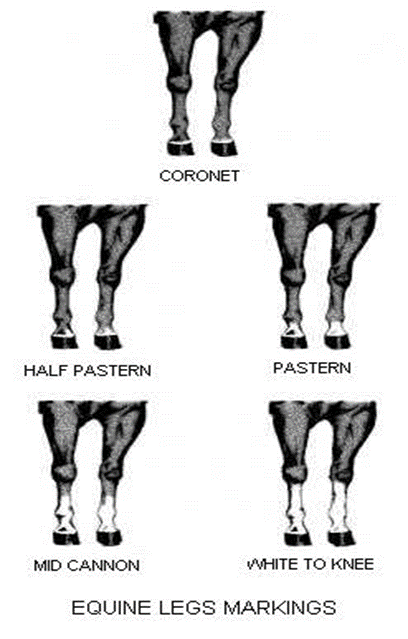 CORONET
HALF PASTERN
PASTERN
MID CANNON
WHITE TO KNEE
EQUINE LEGS MARKINGS